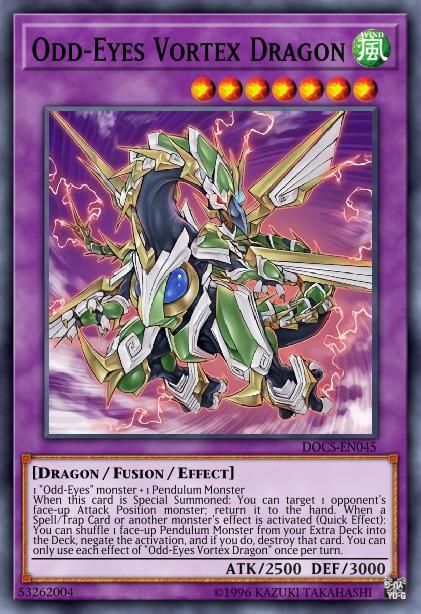 ODD-EYES VORTEX DRAGON
WIND
風
DOCS-EN045
[DRAGON / FUSION / EFFECT]
1 "Odd-Eyes" monster + 1 Pendulum Monster
When this card is Special Summoned: You can target 1 opponent's
face-up Attack Position monster; return it to the hand. When a
Spell/Trap Card or another monster's effect is activated (Quick Effect):
You can shuffle 1 face-up Pendulum Monster from your Extra Deck into
the Deck, negate the activation, and if you do, destroy that card. You can
only use each effect of "Odd-Eyes Vortex Dragon" once per turn.
ATK/2500 DEF/3000
53262004 ©1996 KAZUKI TAKAHASHI